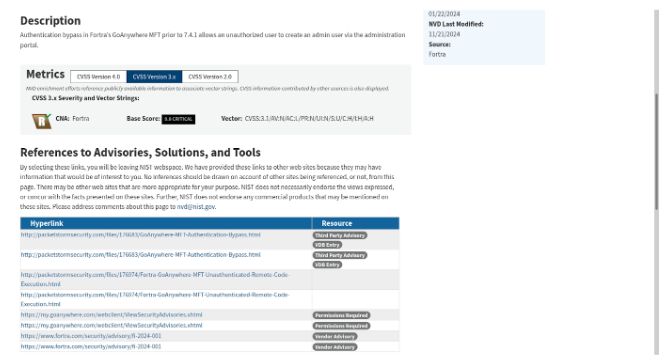 Description
01/22/2024
NVD Last Modified:
11/21/2024
Source:
Fortra
Authentication bypass in Fortra's GoAnywhere MFT prior to 7.4.1 allows an unauthorized user to create an admin user via the administration
portal.
Metrics
CVSS Version 4.0
CVSS Version 3.x
CVSS Version 2.0
NVD enrichment efforts reference publicly available information to associate vector strings. CVSS information contributed by other sources is also displayed.
CVSS 3.x Severity and Vector Strings:
CNA: Fortra
Base Score: 9.8 CRITICAL
Vector: CVSS:3.1/AV:N/AC:L/PR:N/UI:N/S:U/C:H/I:H/A:H
References to Advisories, Solutions, and Tools
By selecting these links, you will be leaving NIST webspace. We have provided these links to other web sites because they may have
information that would be of interest to you. No inferences should be drawn on account of other sites being referenced, or not, from this
page. There may be other web sites that are more appropriate for your purpose. NIST does not necessarily endorse the views expressed,
or concur with the facts presented on these sites. Further, NIST does not endorse any commercial products that may be mentioned on
these sites. Please address comments about this page to nvd@nist.gov.
Hyperlink Resource
http://packetstormsecurity.com/files/176683/GoAnywhere-MFT-Authentication-Bypass.html Third Party Advisory
VDB Entry
http://packetstormsecurity.com/files/176683/GoAnywhere-MFT-Authentication-Bypass.html Third Party Advisory
VDB Entry
http://packetstormsecurity.com/files/176974/Fortra-GoAnywhere-MFT-Unauthenticated-Remote-Code-
Execution.html
http://packetstormsecurity.com/files/176974/Fortra-GoAnywhere-MFT-Unauthenticated-Remote-Code-
Execution.html
https://my.goanywhere.com/webclient/ViewSecurityAdvisories.xhtml Permissions Required
https://my.goanywhere.com/webclient/ViewSecurityAdvisories.xhtml Permissions Required
https://www.fortra.com/security/advisory/fi-2024-001 Vendor Advisory
https://www.fortra.com/security/advisory/fi-2024-001 Vendor Advisory